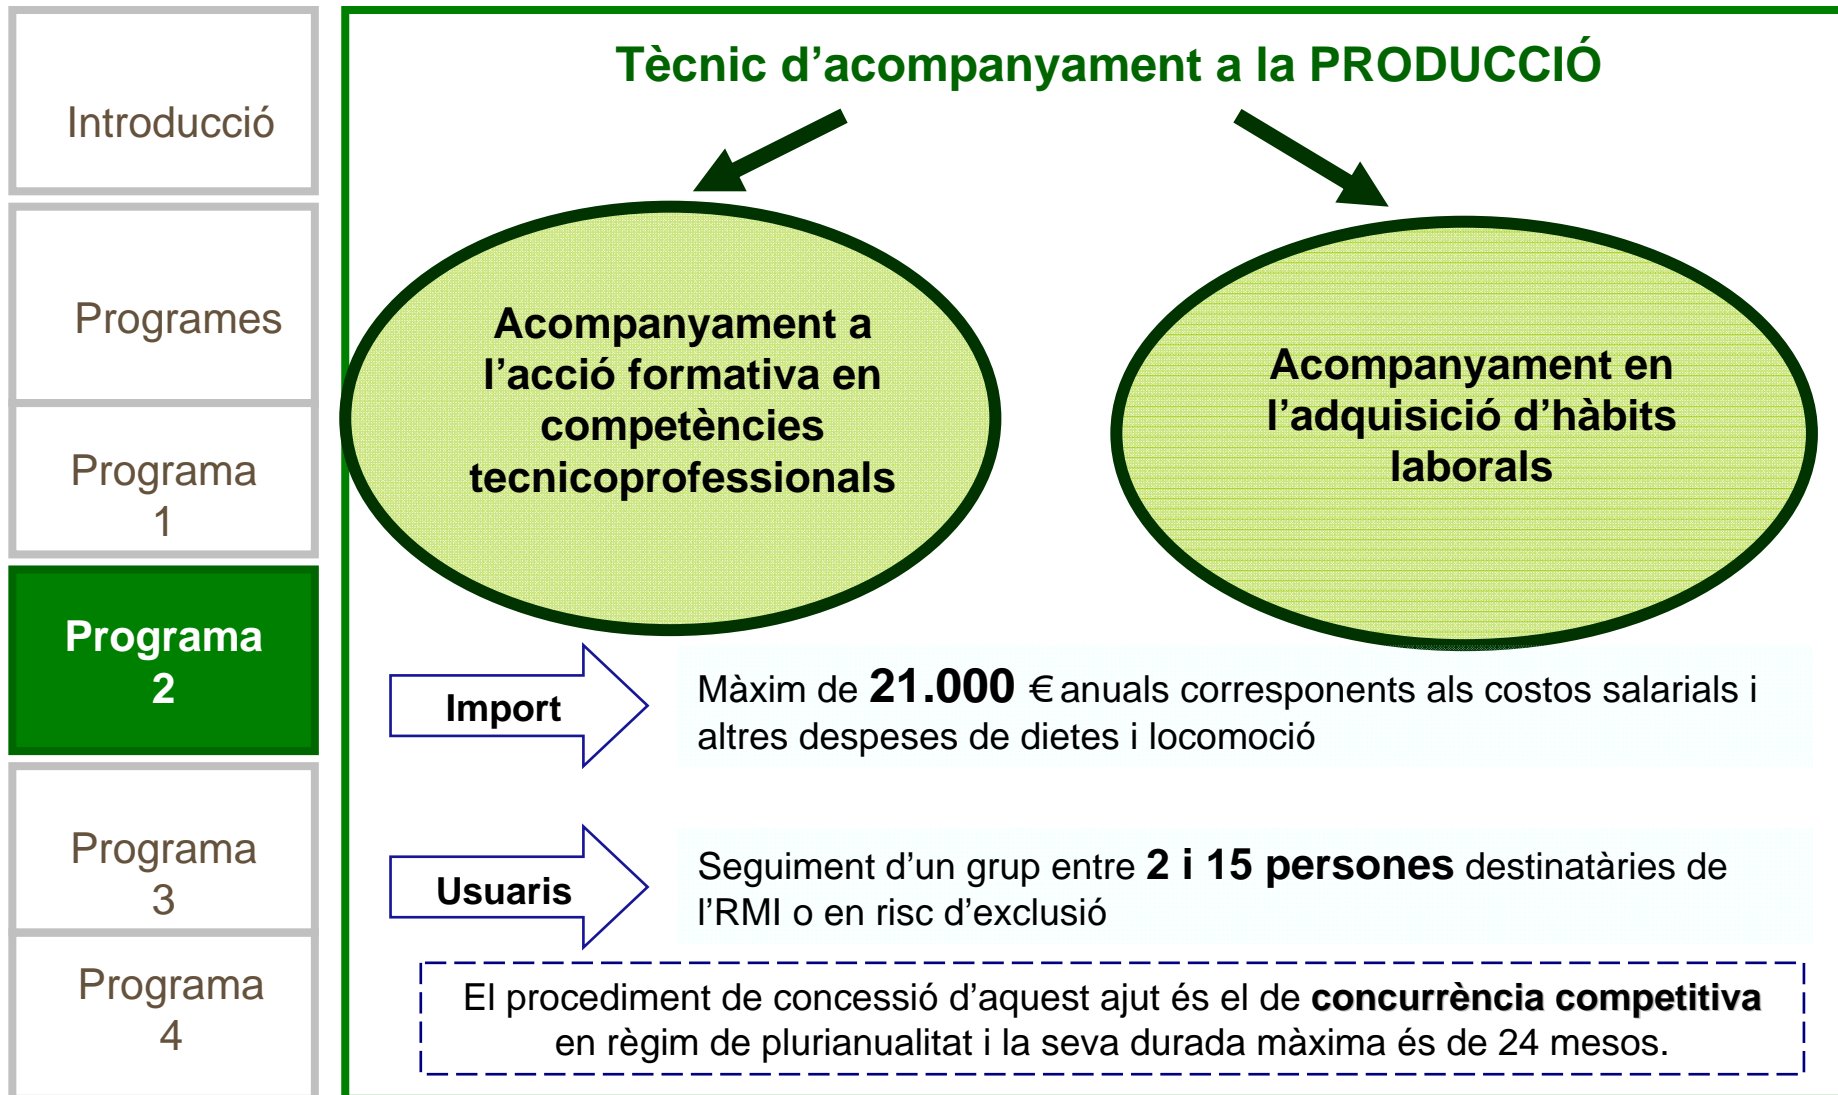 Introducció
Programes
Programa
1
Programa
2
Programa
3
Programa
4
Tècnic d’acompanyament a la PRODUCCIÓ
Acompanyament a
l’acció formativa en
competències
tecnicoprofessionals
Acompanyament en
l’adquisició d’hàbits
laborals
Import
Màxim de 21.000 € anuals corresponents als costos salarials i
altres despeses de dietes i locomoció
Usuaris
Seguiment d’un grup entre 2 i 15 persones destinatàries de
l’RMI o en risc d’exclusió
El procediment de concessió d’aquest ajut és el de concurrència competitiva
en règim de plurianualitat i la seva durada màxima és de 24 mesos.